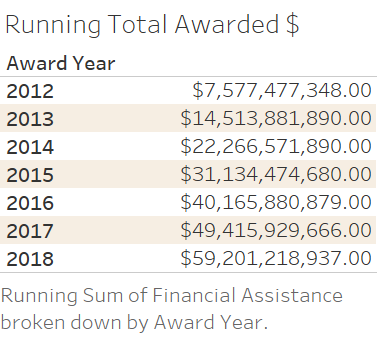 Running Total Awarded $
Award Year
2012 $7,577,477,348.00
2013 $14,513,881,890.00
2014 $22,266,571,890.00
2015 $31,134,474,680.00
2016 $40,165,880,879.00
2017 $49,415,929,666.00
2018 $59,201,218,937.00
Running Sum of Financial Assistance
broken down by Award Year.